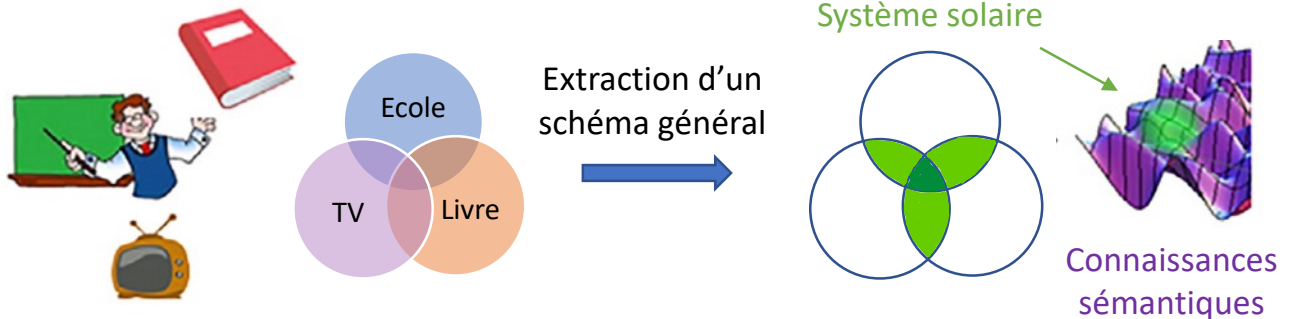 Système solaire
Ecole
TV
Livre
Extraction d’un
schéma général
Connaissances
sémantiques